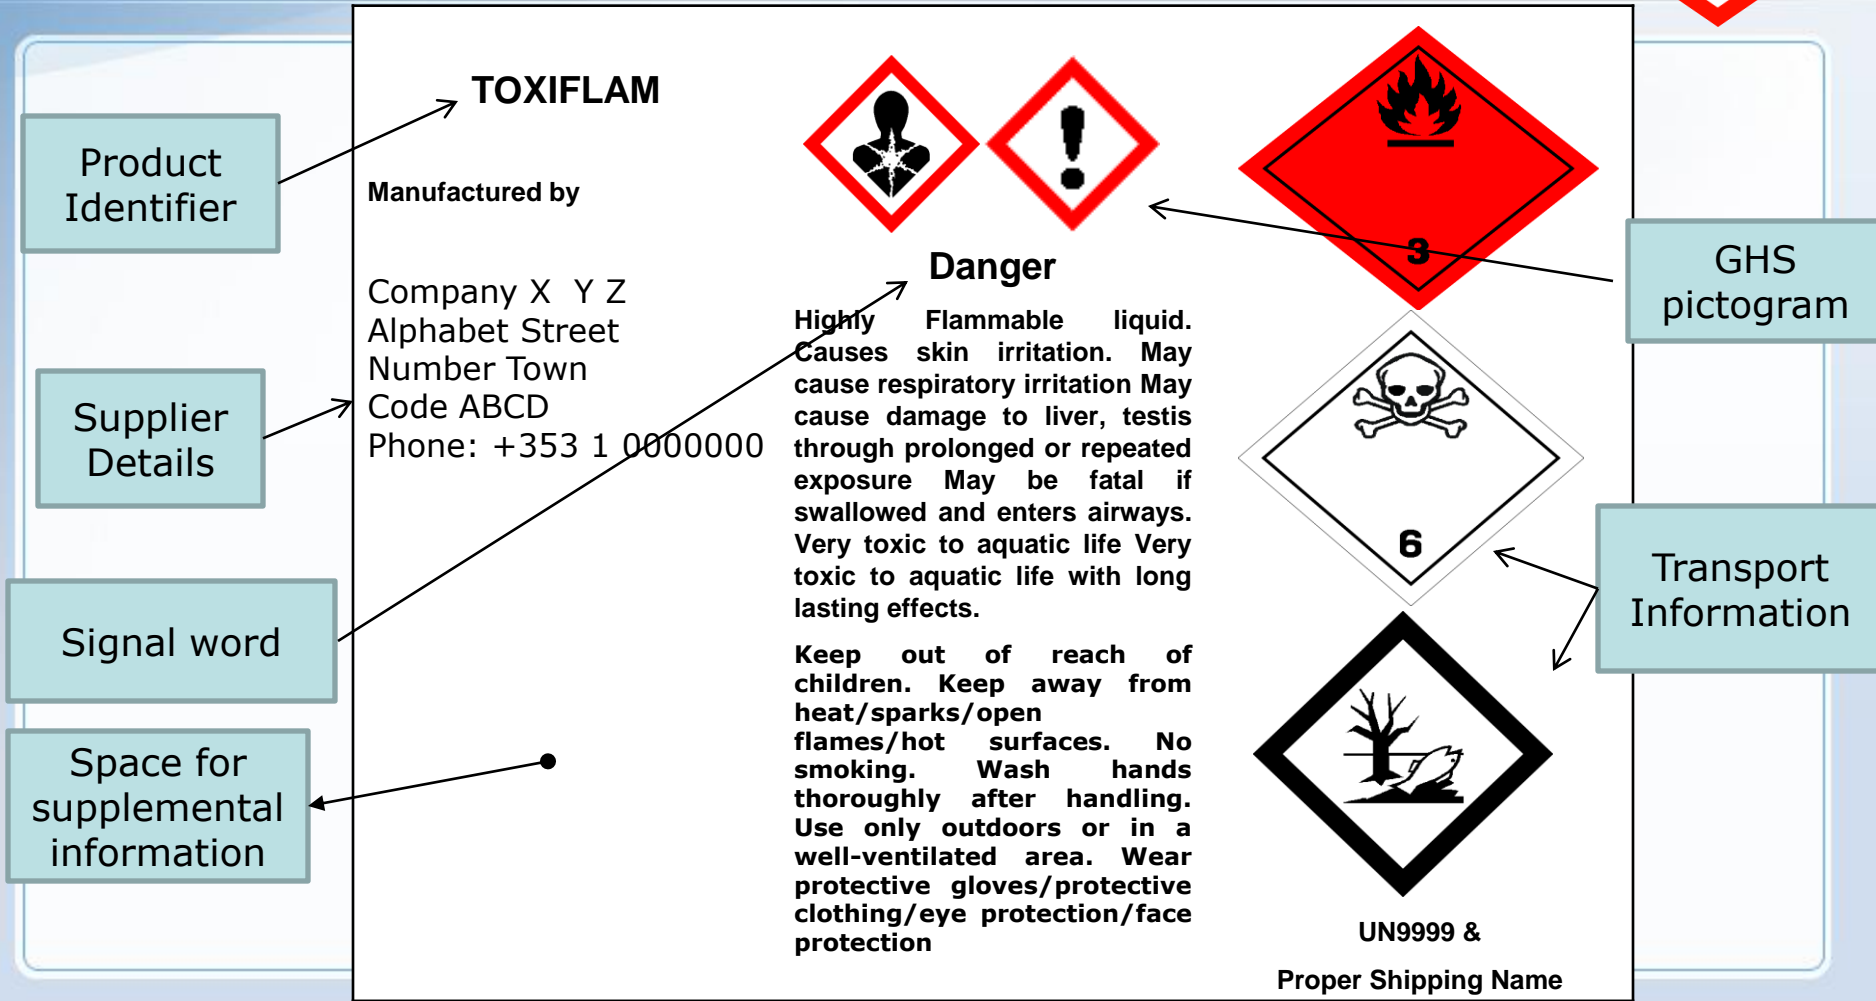 Product
Identifier
Supplier
Details
Signal word
Space for
supplemental
information
TOXIFLAM
Manufactured by
Company X Y Z
Alphabet Street
Number Town
Code ABCD
Phone: +353 1 0000000
Danger
Highly Flammable liquid.
Causes skin irritation. May
cause respiratory irritation May
cause damage to liver, testis
through prolonged or repeated
exposure May be fatal if
swallowed and enters airways.
Very toxic to aquatic life Very
toxic to aquatic life with long
lasting effects.
Keep out of reach of
children. Keep away from
heat/sparks/open
flames/hot surfaces. No
smoking. Wash hands
thoroughly after handling.
Use only outdoors or in a
well-ventilated area. Wear
protective gloves/protective
clothing/eye protection/face
protection
3
6
UN9999 &
Proper Shipping Name
GHS
pictogram
Transport
Information